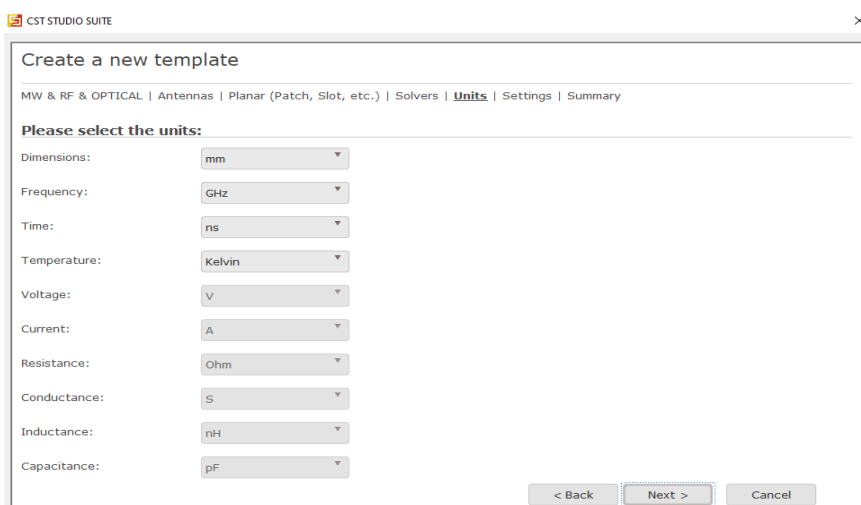 CST STUDIO SUITE
Create a new template
MW & RF & OPTICAL | Antennas | Planar (Patch, Slot, etc.) | Solvers | Units | Settings | Summary
Please select the units:
Dimensions: mm
Frequency: GHz
Time: ns
Temperature: Kelvin
Voltage: V
Current: A
Resistance: Ohm
Conductance: S
Inductance: nH
Capacitance: pF
< Back Next > Cancel